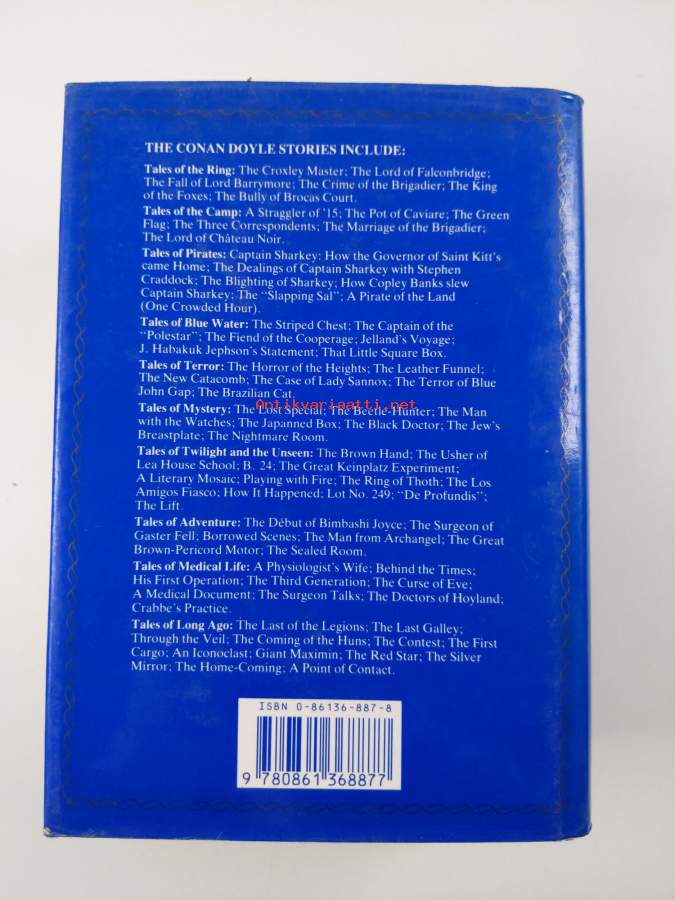 THE CONAN DOYLE STORIES INCLUDE:
Tales of the Ring: The Croxley Master; The Lord of Falconbridge;
The Fall of Lord Barrymore; The Crime of the Brigadier; The King
of the Foxes; The Bully of Brocas Court.
Tales of the Camp: A Straggler of '15; The Pot of Caviare; The Green
Flag; The Three Correspondents; The Marriage of the Brigadier;
The Lord of Château Noir.
Tales of Pirates: Captain Sharkey: How the Governor of Saint Kitt's
came Home; The Dealings of Captain Sharkey with Stephen
Craddock; The Blighting of Sharkey; How Copley Banks slew
Captain Sharkey; The "Slapping Sal"; A Pirate of the Land
(One Crowded Hour).
Tales of Blue Water: The Striped Chest; The Captain of the
"Polestar"; The Fiend of the Cooperage; Jelland's Voyage;
J. Habakuk Jephson's Statement; That Little Square Box.
Tales of Terror: The Horror of the Heights; The Leather Funnel;
The New Catacomb; The Case of Lady Sannox; The Terror of Blue
John Gap; The Brazilian Cat.
Antikvariaatti.net
Tales of Mystery: The Lost Special; The Beetle Hunter; The Man
with the Watches; The Japanned Box; The Black Doctor; The Jew's
Breastplate; The Nightmare Room.
Tales of Twilight and the Unseen: The Brown Hand; The Usher of
Lea House School; B. 24; The Great Keinplatz Experiment;
A Literary Mosaic; Playing with Fire; The Ring of Thoth; The Los
Amigos Fiasco; How It Happened; Lot No. 249; "De Profundis";
The Lift.
Tales of Adventure: The Début of Bimbashi Joyce; The Surgeon of
Gaster Fell; Borrowed Scenes; The Man from Archangel; The Great
Brown-Pericord Motor; The Sealed Room.
Tales of Medical Life: A Physiologist's Wife; Behind the Times;
His First Operation; The Third Generation; The Curse of Eve;
A Medical Document; The Surgeon Talks; The Doctors of Hoyland;
Crabbe's Practice.
Tales of Long Ago: The Last of the Legions; The Last Galley;
Through the Veil; The Coming of the Huns; The Contest; The First
Cargo; An Iconoclast; Giant Maximin; The Red Star; The Silver
Mirror; The Home-Coming; A Point of Contact.
ISBN 0-86136-887-8
9 780861 368877